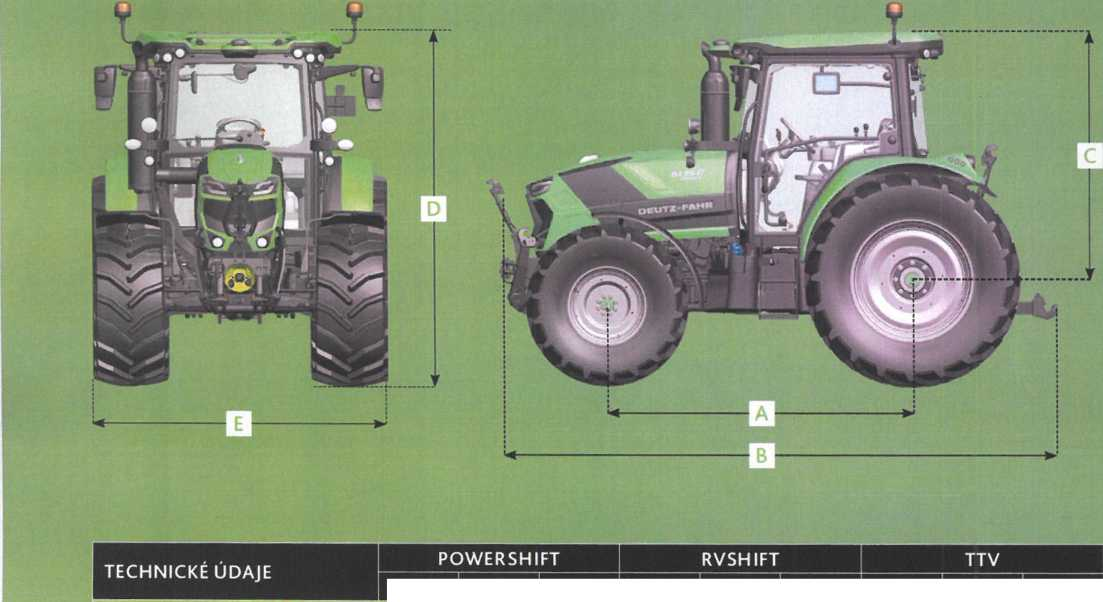 D
C
DEUTZ-FAHR
A
E
B
TECHNICKÉ ÚDAJE
POWERSHIFT
RVSHIFT
TTV